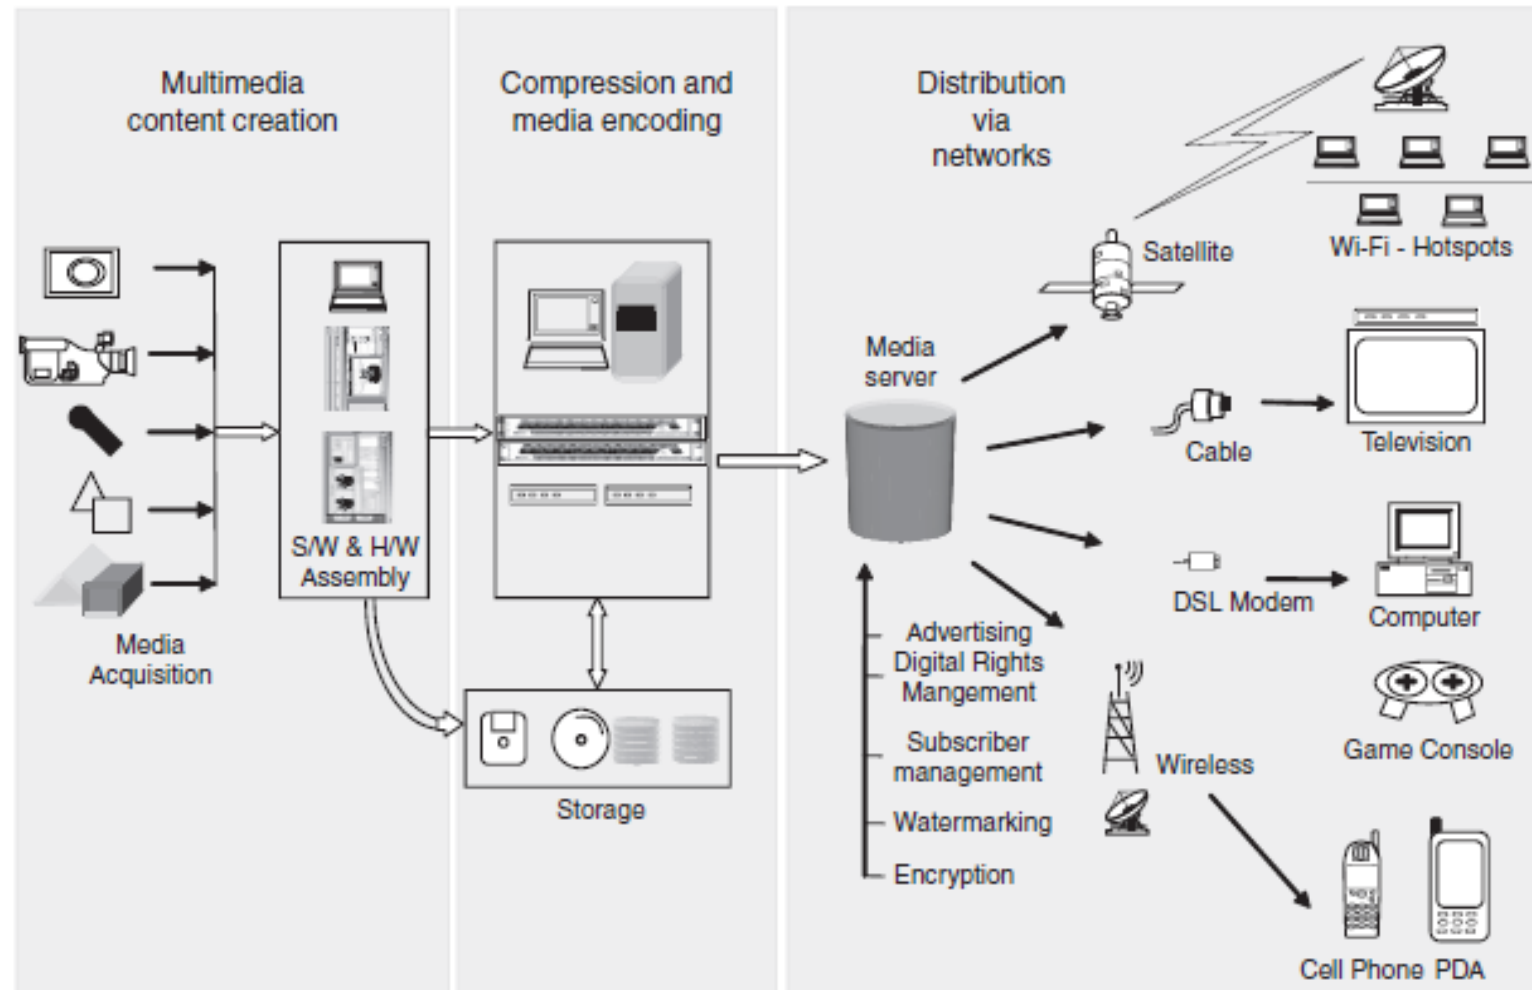 Multimedia
content creation
Compression and
media encoding
Distribution
via
networks
Media
Acquisition
S/W & H/W
Assembly
Storage
Media
server
Satellite
Wi-Fi - Hotspots
Cable
Television
DSL Modem
Computer
Game Console
Advertising
Digital Rights
Mangement
Subscriber
management
Watermarking
Encryption
Wireless
Cell Phone
PDA